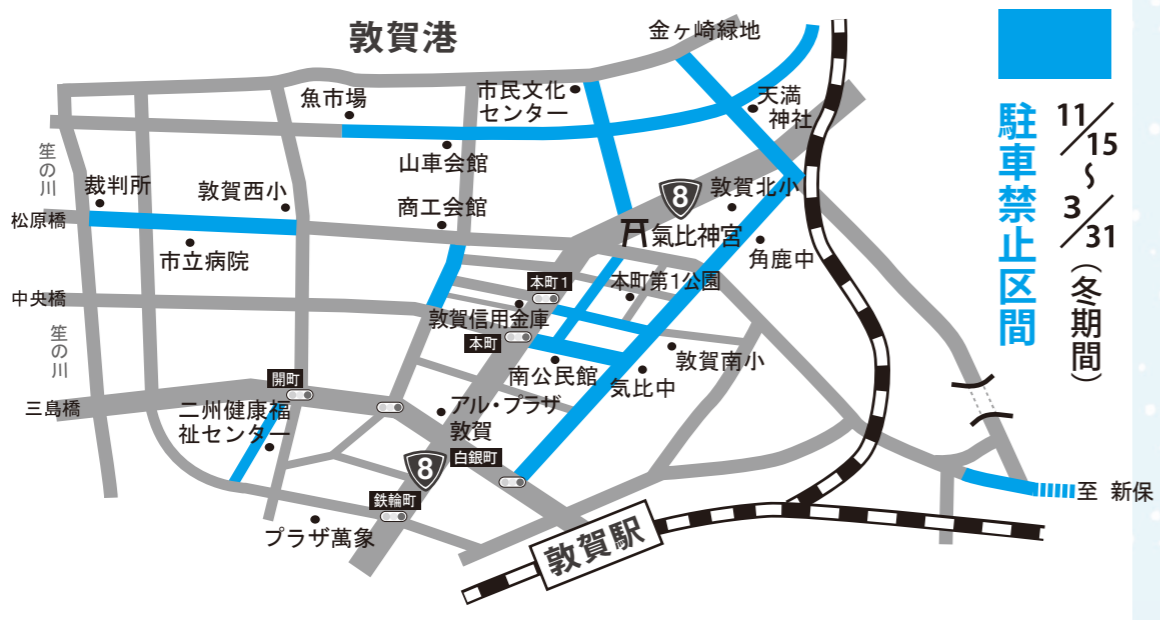 敦賀港
金ヶ崎緑地
魚市場
市民文化
センター
天満
神社
山車会館
笙の川
裁判所
敦賀西小
商工会館
8
敦賀北小
松原橋
氣比神宮
市立病院
角鹿中
本町1
本町第1公園
中央橋
敦賀信用金庫
本町
笙の川
南公民館
気比中
敦賀南小
開町
三島橋
二州健康福
祉センター
アル・プラザ
敦賀
白銀町
8
鉄輪町
プラザ萬象
敦賀駅
至 新保
駐車禁止区間
11/15
〜
3/31
（冬期間）